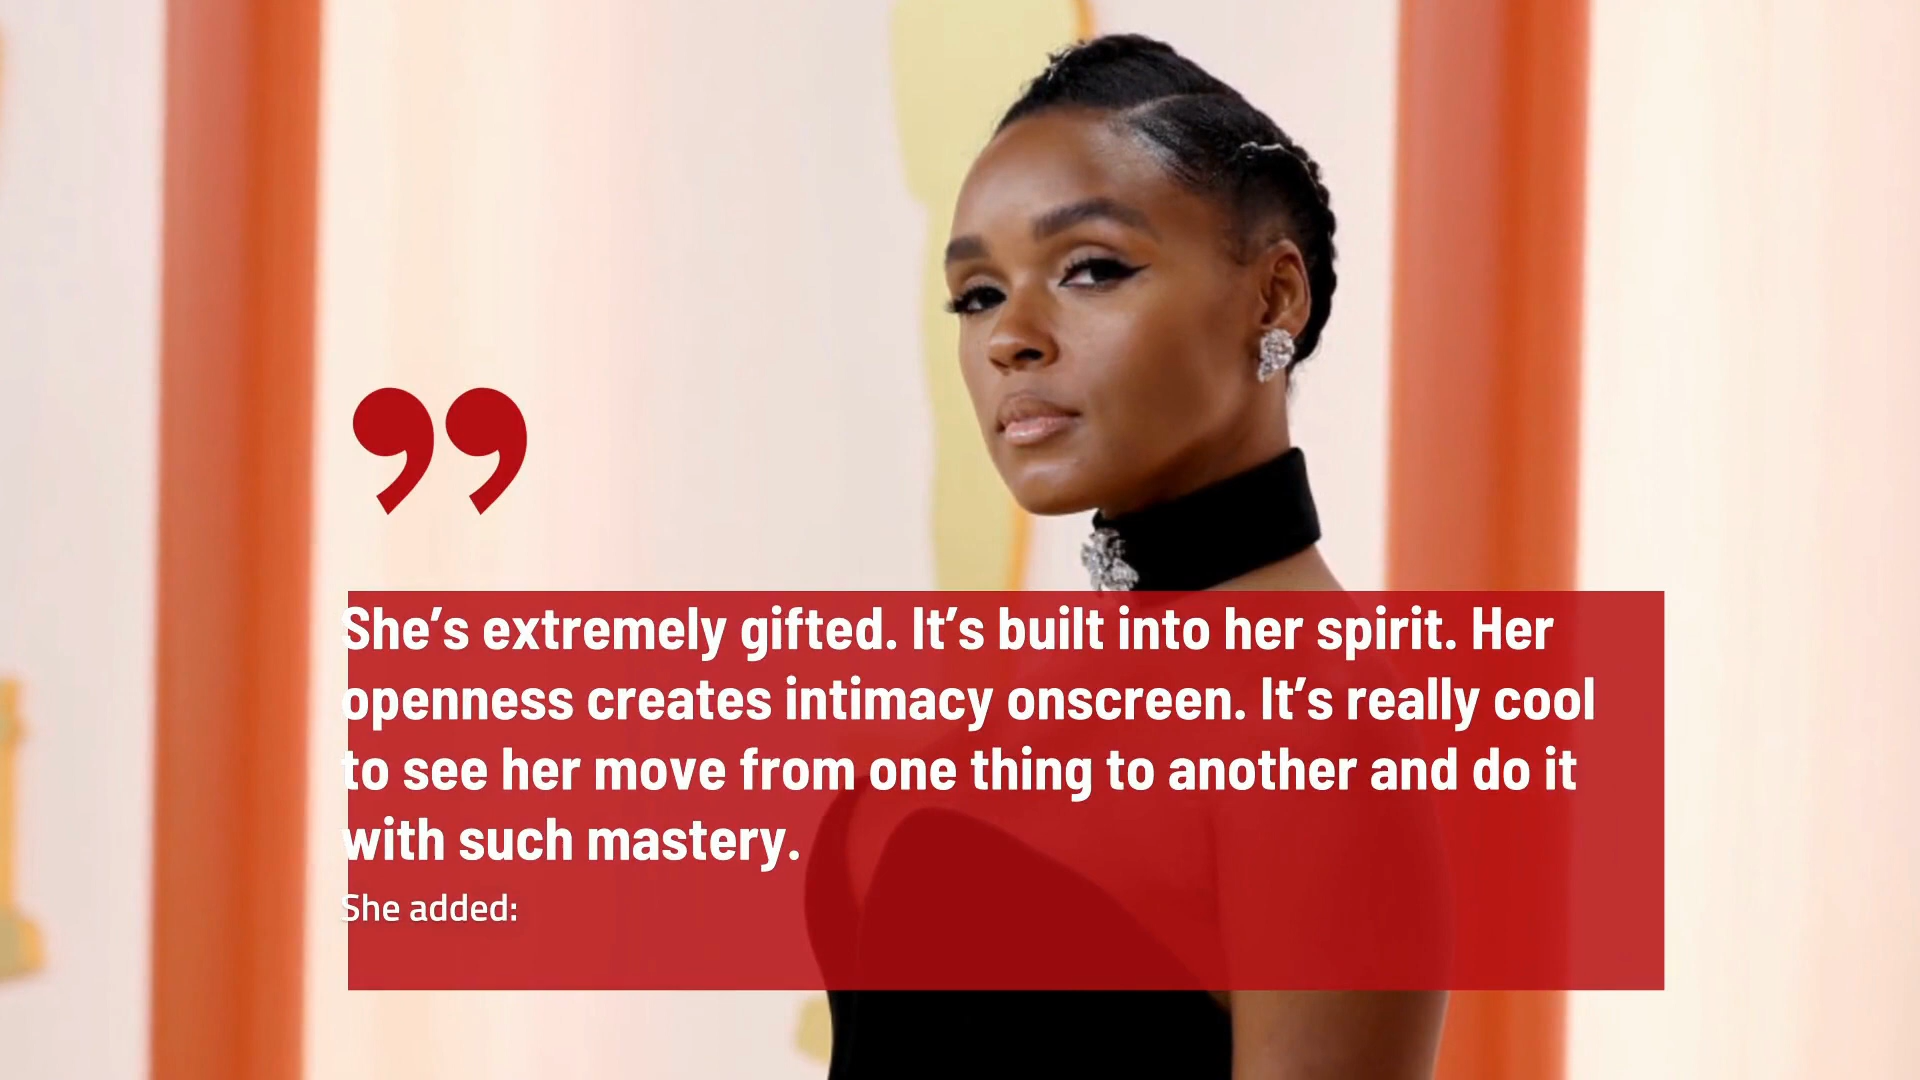 ”
She’s extremely gifted. It’s built into her spirit. Her
openness creates intimacy onscreen. It’s really cool
to see her move from one thing to another and do it
with such mastery.
She added: